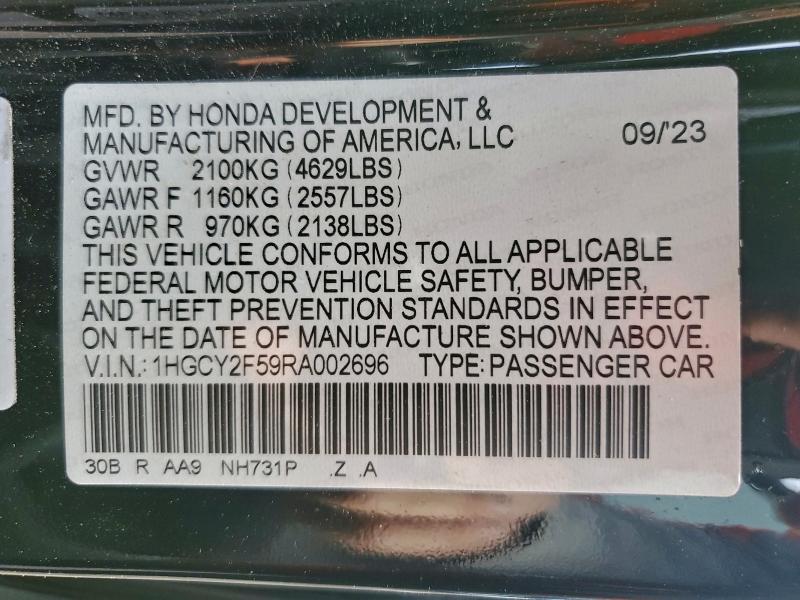 MFD. BY HONDA DEVELOPMENT &
MANUFACTURING OF AMERICA, LLC 09/'23
GVWR 2100KG (4629LBS)
GAWR F 1160KG (2557LBS)
GAWR R 970KG (2138LBS)
THIS VEHICLE CONFORMS TO ALL APPLICABLE
FEDERAL MOTOR VEHICLE SAFETY, BUMPER,
AND THEFT PREVENTION STANDARDS IN EFFECT
ON THE DATE OF MANUFACTURE SHOWN ABOVE.
V.I.N.: 1HGCY2F59RA002696 TYPE: PASSENGER CAR
30B R AA9 NH731P .Z .A